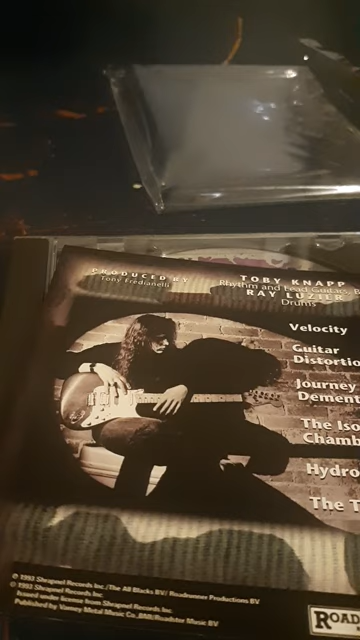 PRODUCED BY
Tony Fredianelli
TOBY KNAPP
Rhythm and Lead Guitars, B
RAY LUZIER
Drums
Velocity
Guitar
Distortio
Journey
Dement
The Iso
Chamb
Hydro
The T
℗ 1993 Shrapnel Records Inc./The All Blacks BV/ Roadrunner Productions BV
© 1993 Shrapnel Records Inc.
Issued under license from Shrapnel Records Inc.
Published by Varney Metal Music Co./BMI/Roadster Music BV
ROAD